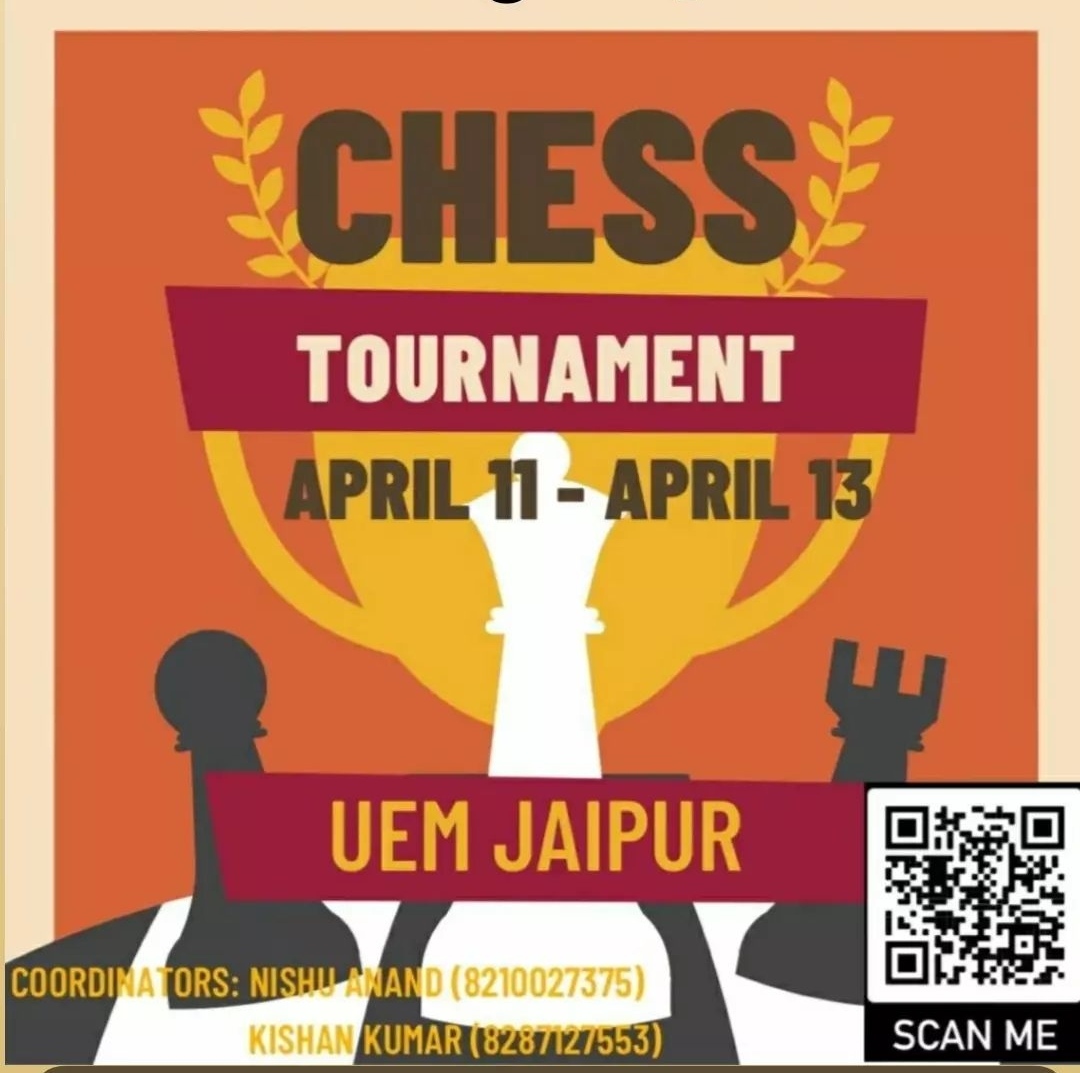 CHESS
TOURNAMENT
APRIL 11 - APRIL 13
UEM JAIPUR
COORDINATORS: NISHU ANAND (8210027375)
KISHAN KUMAR (8287127553)
SCAN ME